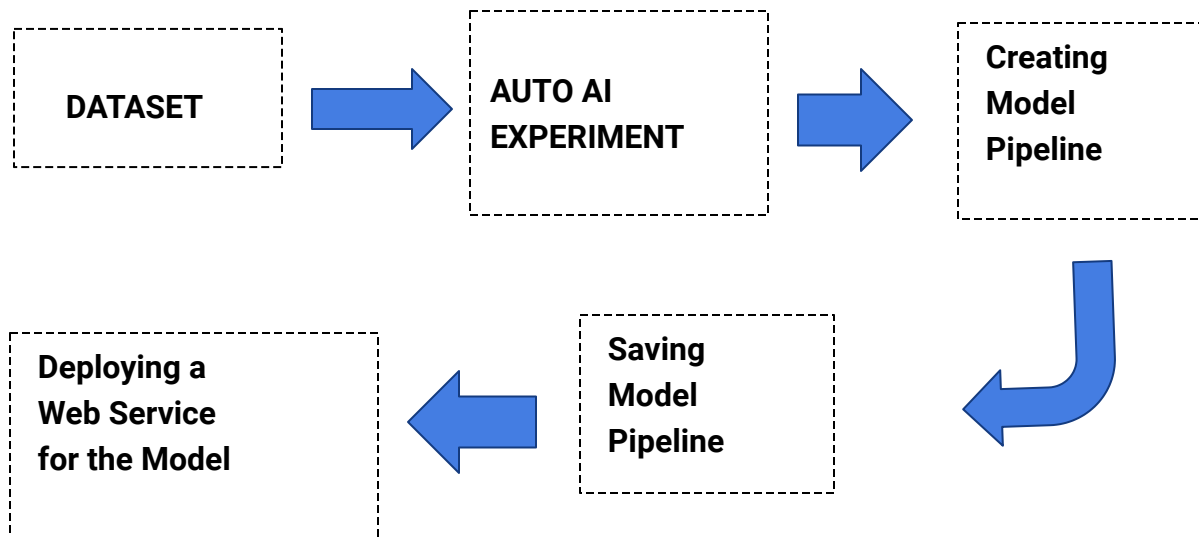 DATASET
AUTO AI
EXPERIMENT
Creating
Model
Pipeline
Saving
Model
Pipeline
Deploying a
Web Service
for the Model